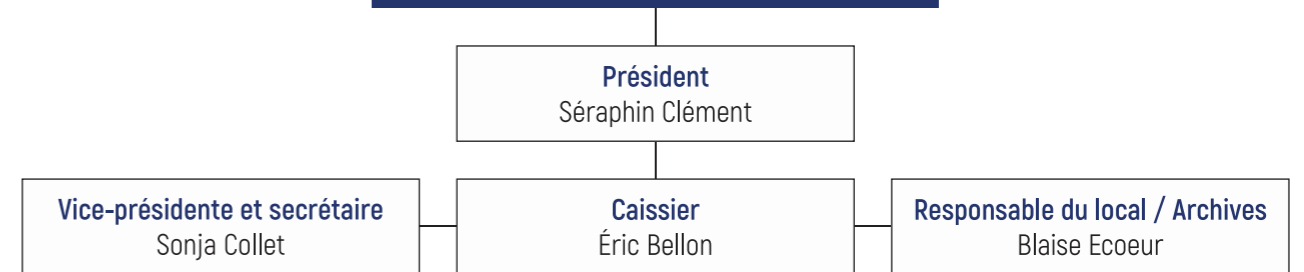 Président
Séraphin Clément
Vice-présidente et secrétaire
Sonja Collet
Caissier
Éric Bellon
Responsable du local / Archives
Blaise Ecoeur